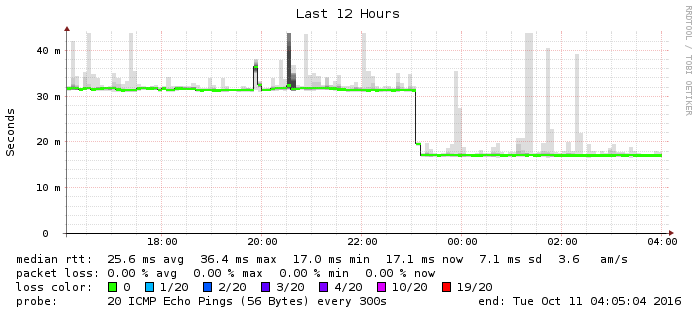 Last 12 Hours
RRDTOOL / TOBI OETIKER
Seconds
40 m
30 m
20 m
10 m
0
18:00 20:00 22:00 00:00 02:00 04:00
median rtt: 25.6 ms avg 36.4 ms max 17.0 ms min 17.1 ms now 7.1 ms sd 3.6 am/s
packet loss: 0.00 % avg 0.00 % max 0.00 % min 0.00 % now
loss color: 0 1/20 2/20 3/20 4/20 10/20 19/20
probe: 20 ICMP Echo Pings (56 Bytes) every 300s end: Tue Oct 11 04:05:04 2016